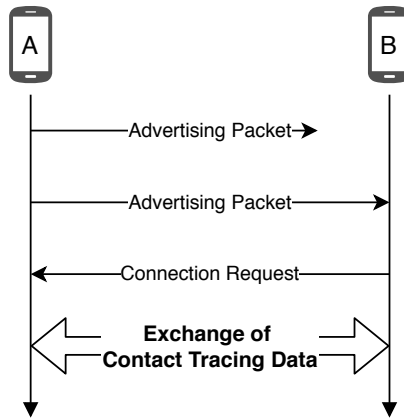 A
B
Advertising Packet
Advertising Packet
Connection Request
Exchange of
Contact Tracing Data